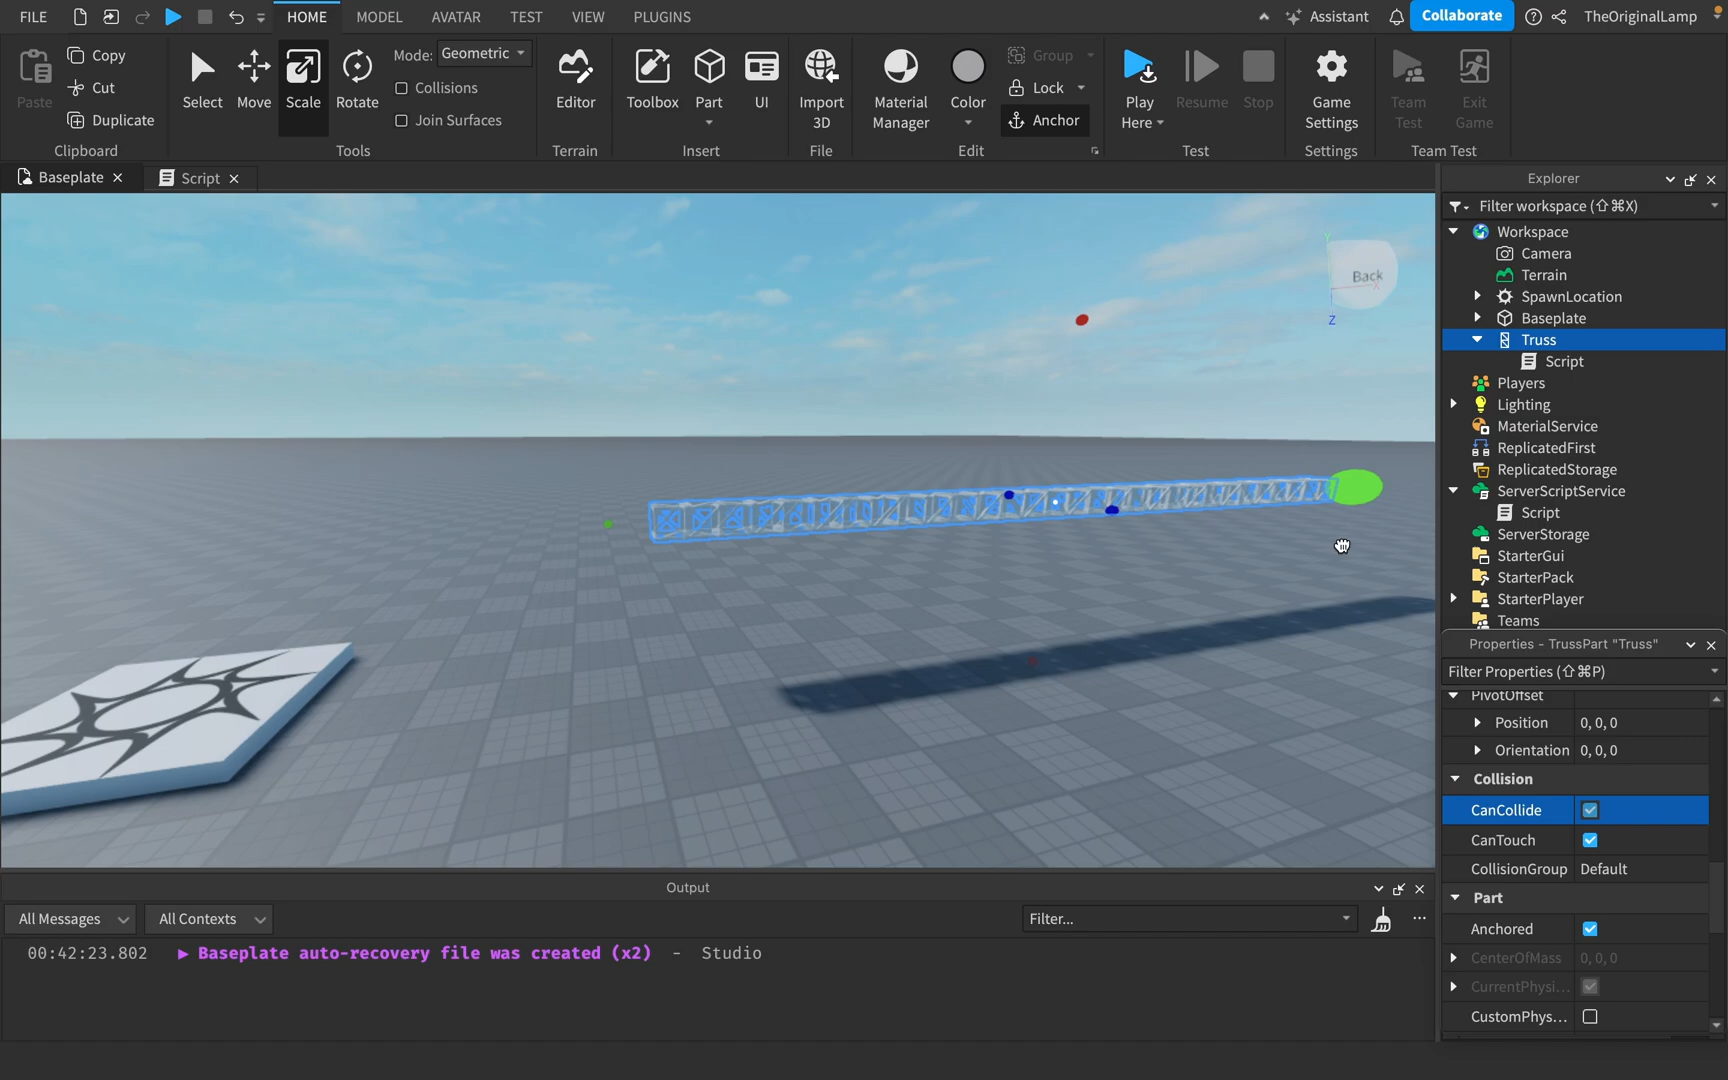 FILE HOME MODEL AVATAR TEST VIEW PLUGINS Assistant Collaborate TheOriginalLamp
Paste
Copy
Cut
Duplicate
Clipboard
Select Move Scale Rotate
Mode: Geometric
Collisions
Join Surfaces
Tools
Editor
Terrain
Toolbox Part UI
Insert
Import
3D
File
Material
Manager
Color
Group
Lock
Anchor
Edit
Play
Here
Resume Stop
Test
Game
Settings
Settings
Team
Test
Exit
Game
Team Test
Baseplate Script
Back
Y
X
Z
Explorer
Filter workspace (⇧⌘X)
Workspace
Camera
Terrain
SpawnLocation
Baseplate
Truss
Script
Players
Lighting
MaterialService
ReplicatedFirst
ReplicatedStorage
ServerScriptService
Script
ServerStorage
StarterGui
StarterPack
StarterPlayer
Teams
Properties - TrussPart "Truss"
Filter Properties (⇧⌘P)
PivotOffset
Position 0, 0, 0
Orientation 0, 0, 0
Collision
CanCollide
CanTouch
CollisionGroup Default
Part
Anchored
CenterOfMass 0, 0, 0
CurrentPhysi...
CustomPhys...
Output
All Messages All Contexts Filter...
00:42:23.802 Baseplate auto-recovery file was created (x2) - Studio